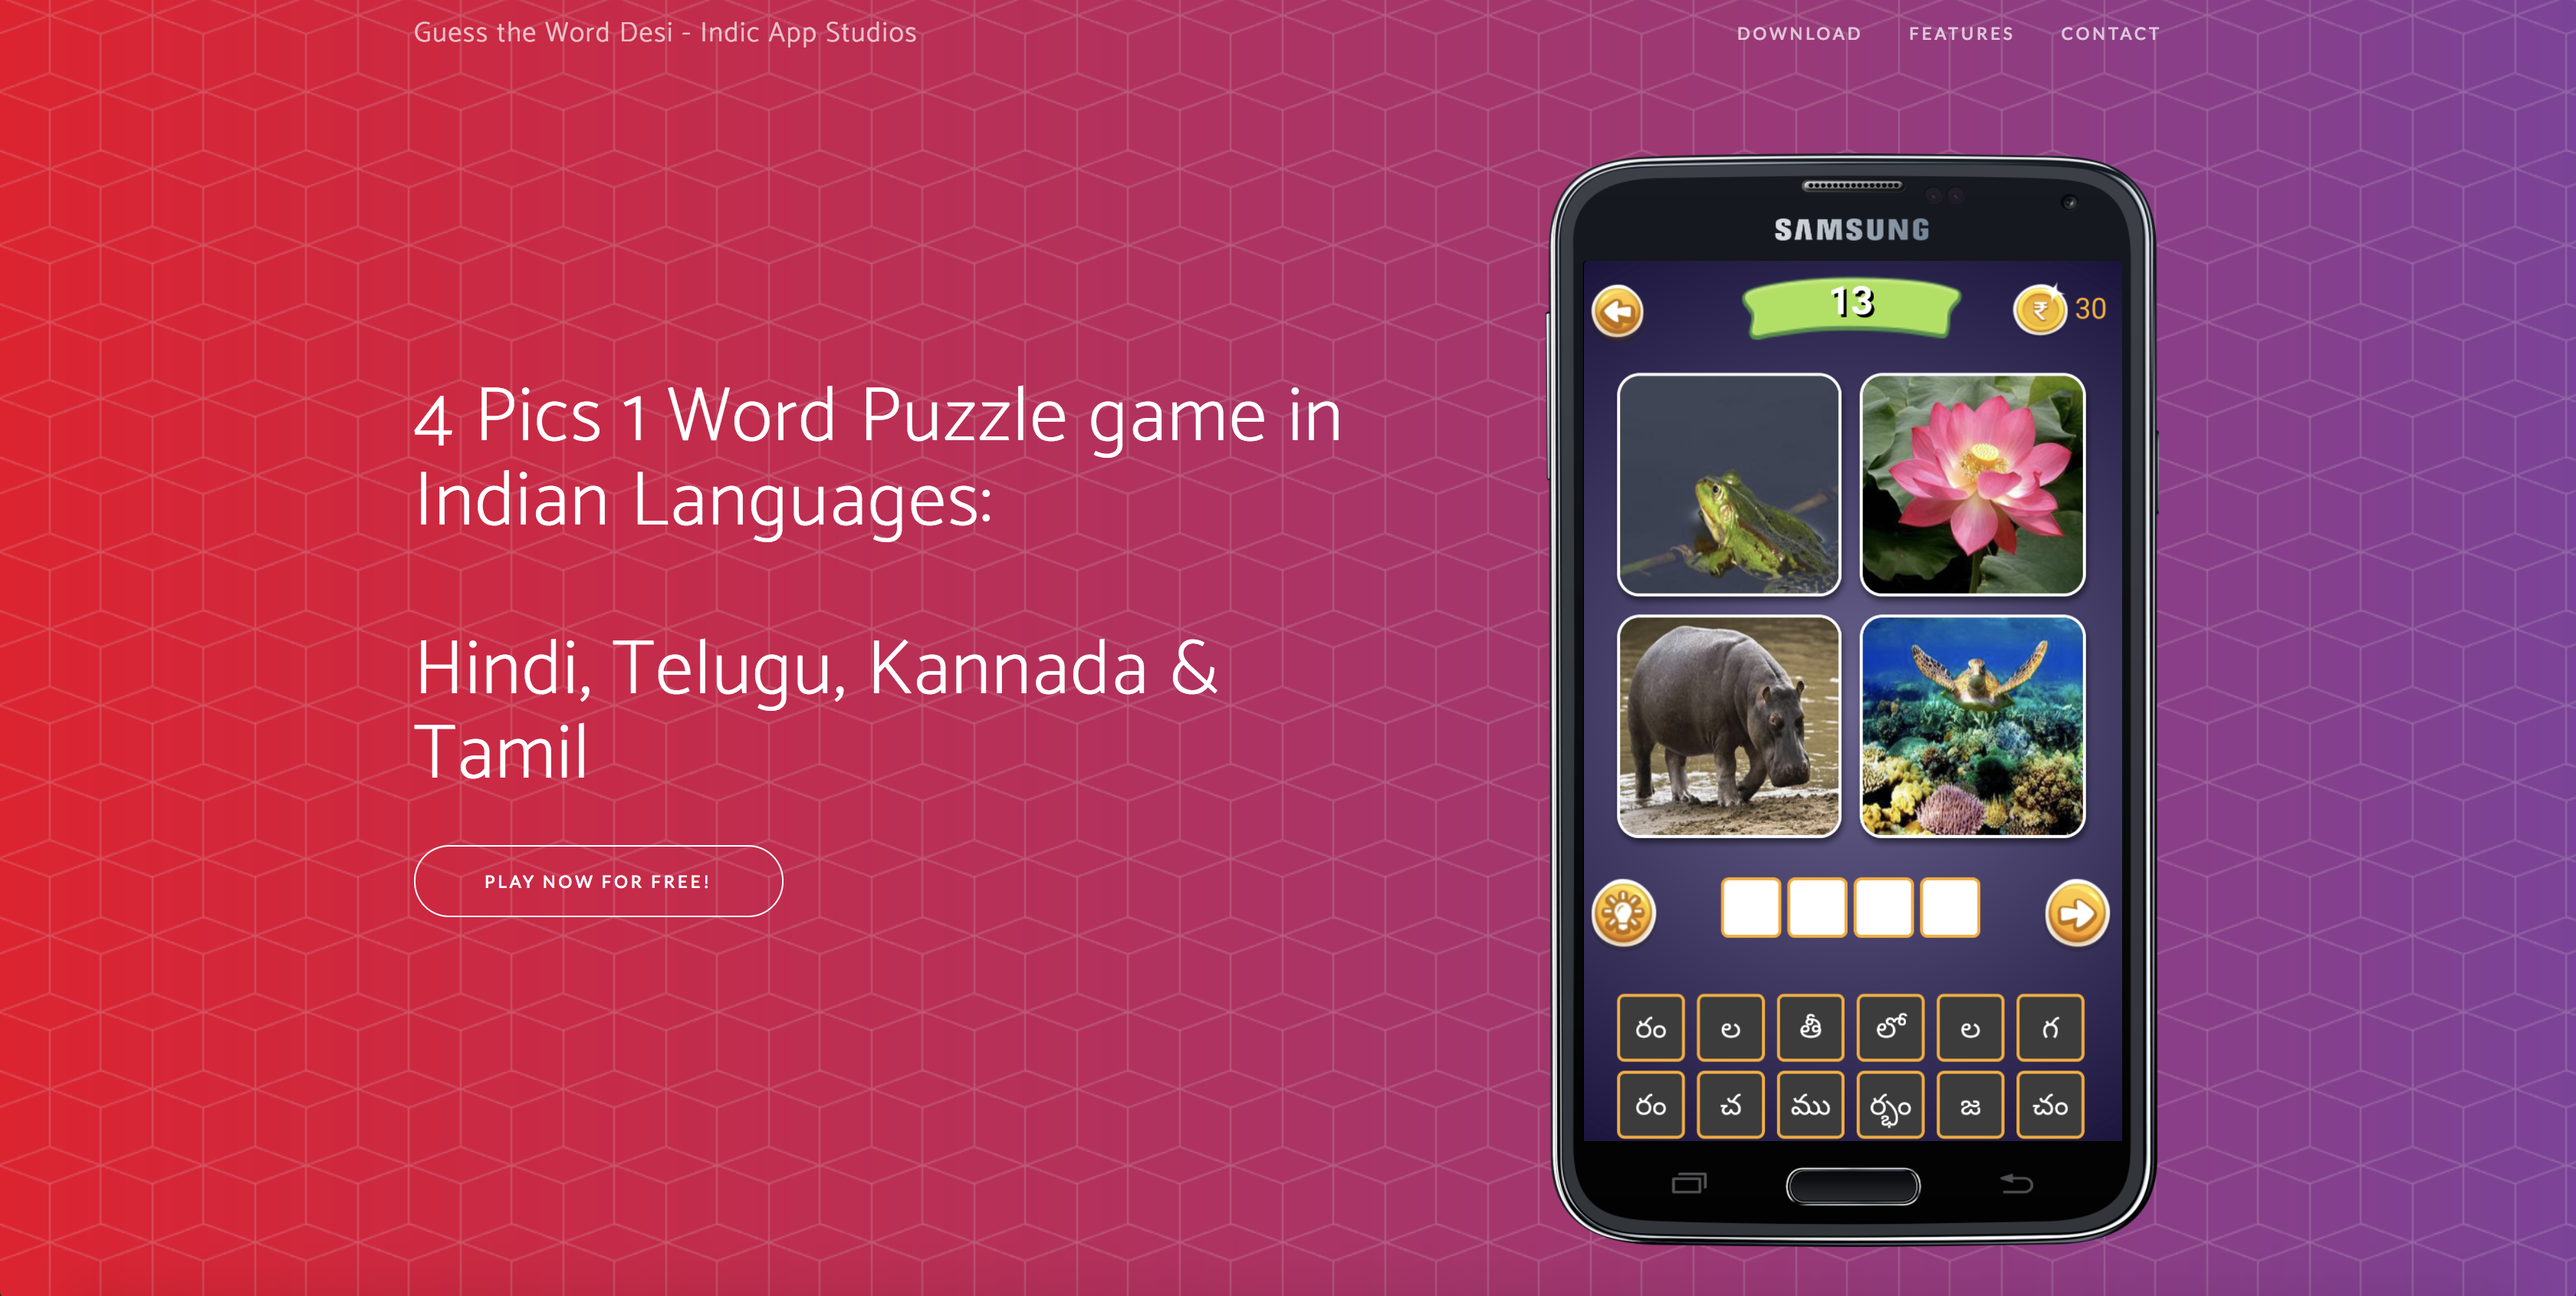 Guess the Word Desi - Indic App Studios
DOWNLOAD FEATURES CONTACT
4 Pics 1 Word Puzzle game in
Indian Languages:
Hindi, Telugu, Kannada &
Tamil
PLAY NOW FOR FREE!
SAMSUNG
13
₹ 30
రం ల తీ లో ల గ
రం చ ము ర్భం జ చం